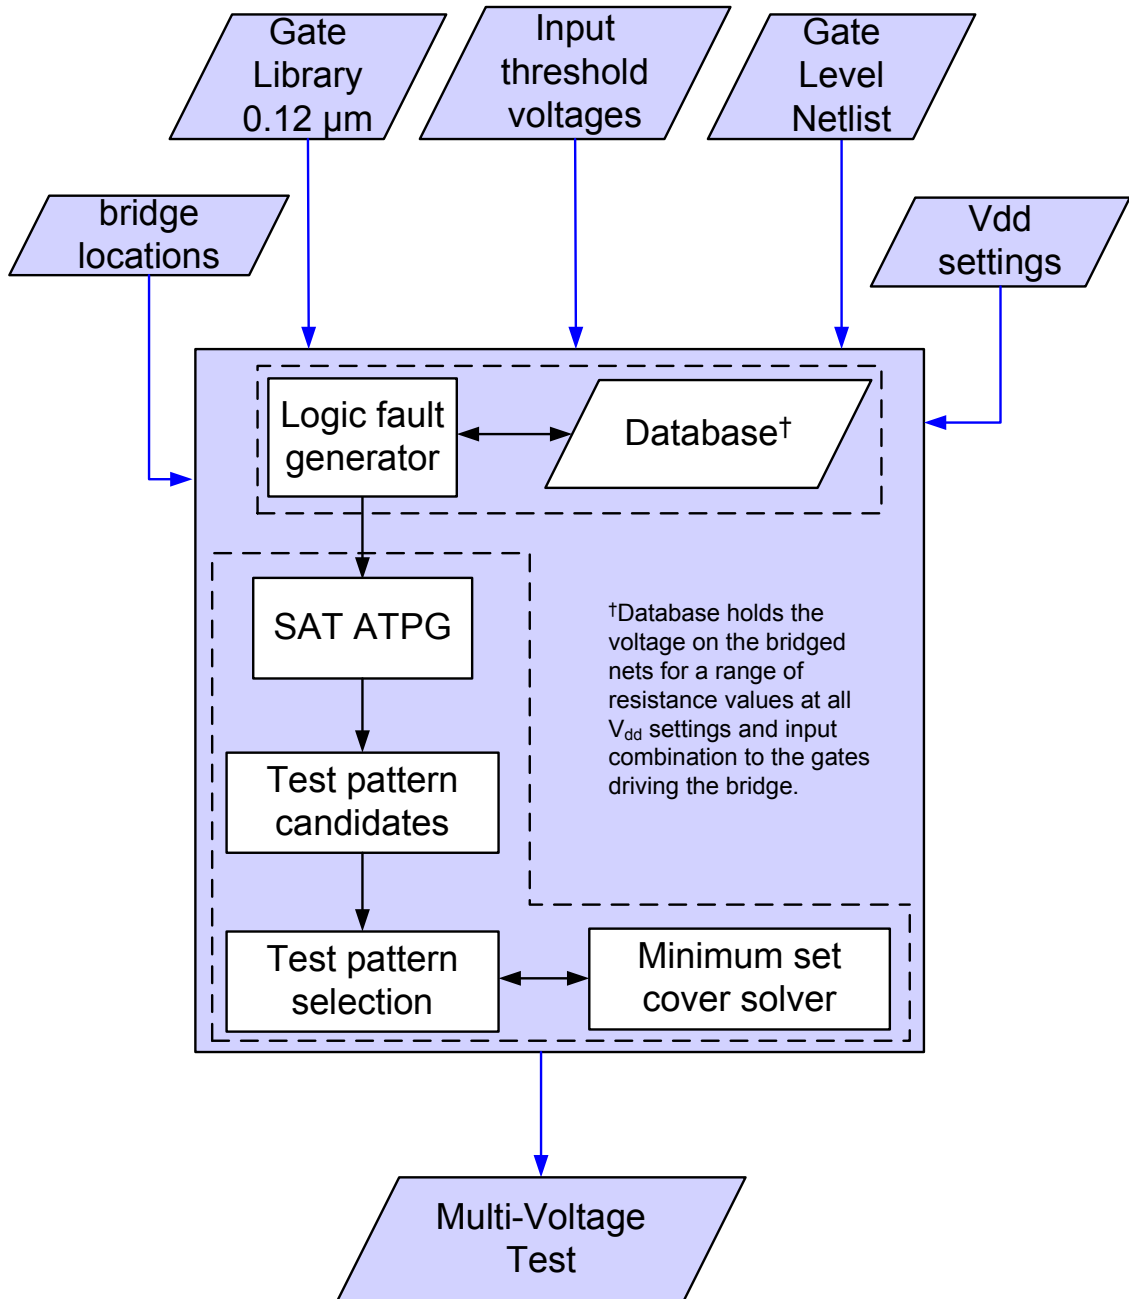 Gate
Library
0.12 µm
Input
threshold
voltages
Gate
Level
Netlist
bridge
locations
Vdd
settings
Logic fault
generator
Database†
SAT ATPG
†Database holds the
voltage on the bridged
nets for a range of
resistance values at all
Vdd settings and input
combination to the gates
driving the bridge.
Test pattern
candidates
Test pattern
selection
Minimum set
cover solver
Multi-Voltage
Test